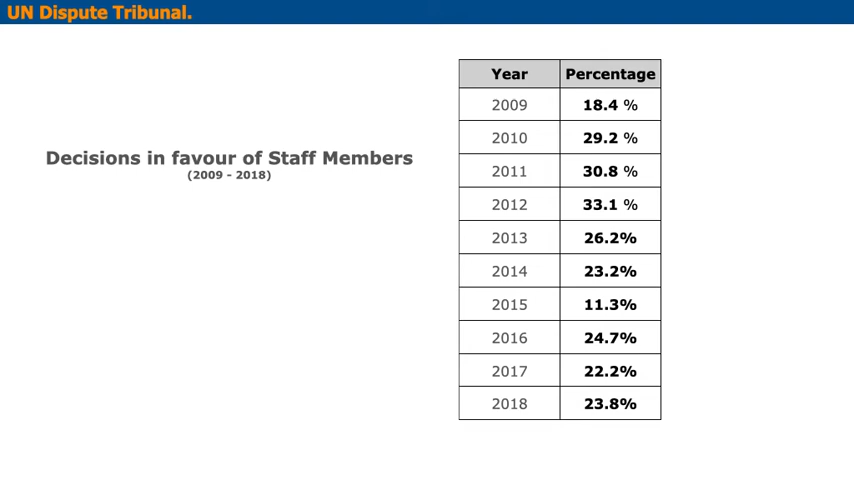 UN Dispute Tribunal.
Decisions in favour of Staff Members
(2009 - 2018)
Year Percentage
2009 18.4 %
2010 29.2 %
2011 30.8 %
2012 33.1 %
2013 26.2%
2014 23.2%
2015 11.3%
2016 24.7%
2017 22.2%
2018 23.8%